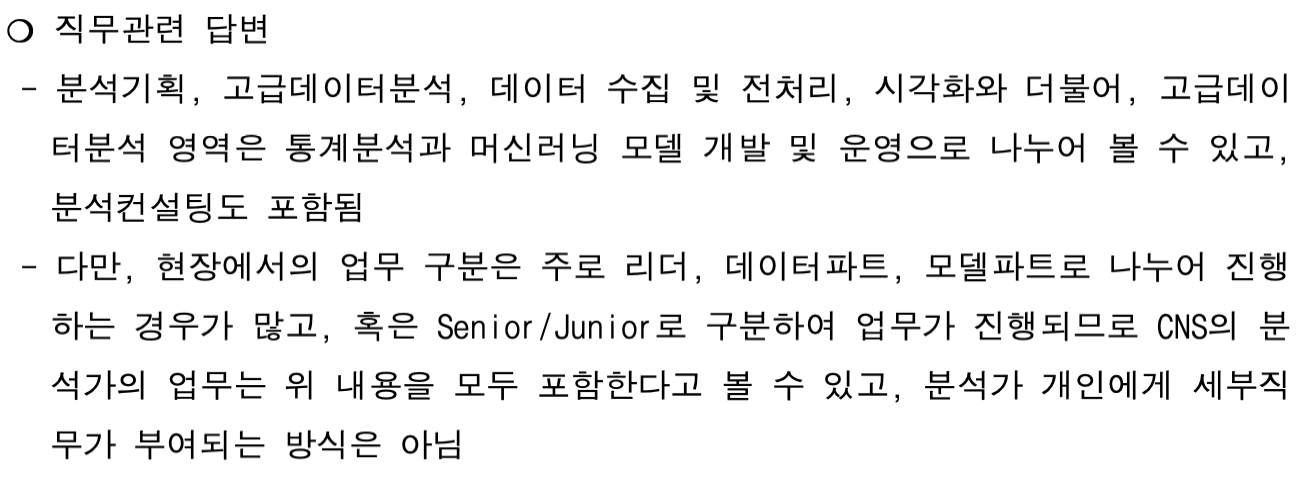 ○ 직무관련 답변
- 분석기획, 고급데이터분석, 데이터 수집 및 전처리, 시각화와 더불어, 고급데이
터분석 영역은 통계분석과 머신러닝 모델 개발 및 운영으로 나누어 볼 수 있고,
분석컨설팅도 포함됨
- 다만, 현장에서의 업무 구분은 주로 리더, 데이터파트, 모델파트로 나누어 진행
하는 경우가 많고, 혹은 Senior/Junior로 구분하여 업무가 진행되므로 CNS의 분
석가의 업무는 위 내용을 모두 포함한다고 볼 수 있고, 분석가 개인에게 세부직
무가 부여되는 방식은 아님